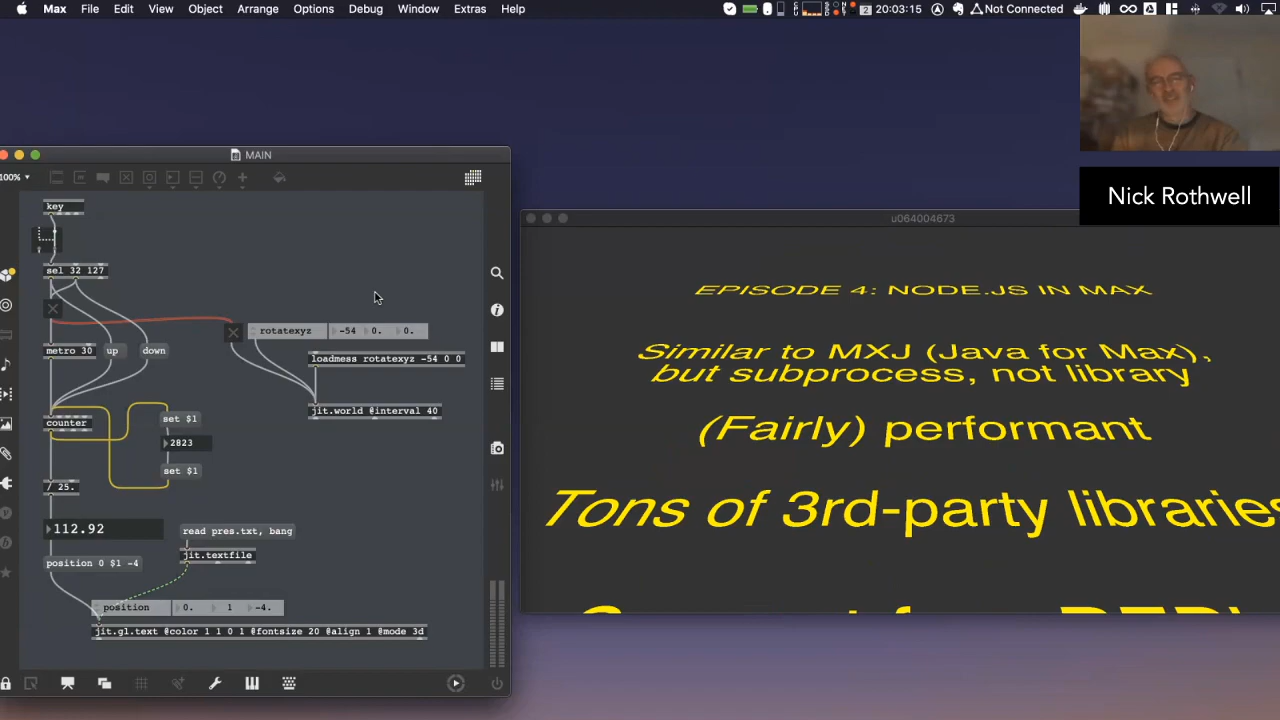 Max File Edit View Object Arrange Options Debug Window Extras Help
2 20:03:15 Not Connected
Nick Rothwell
MAIN
100%
key
sel 32 127
metro 30
up
down
rotatexyz -54 0. 0.
loadmess rotatexyz -54 0 0
jit.world @interval 40
counter
set $1
2823
set $1
/ 25.
112.92
read pres.txt, bang
jit.textfile
position 0 $1 -4
position 0. 1 -4.
jit.gl.text @color 1 1 0 1 @fontsize 20 @align 1 @mode 3d
u064004673
EPISODE 4: NODE.JS IN MAX
Similar to MXJ (Java for Max),
but subprocess, not library
(Fairly) performant
Tons of 3rd-party libraries